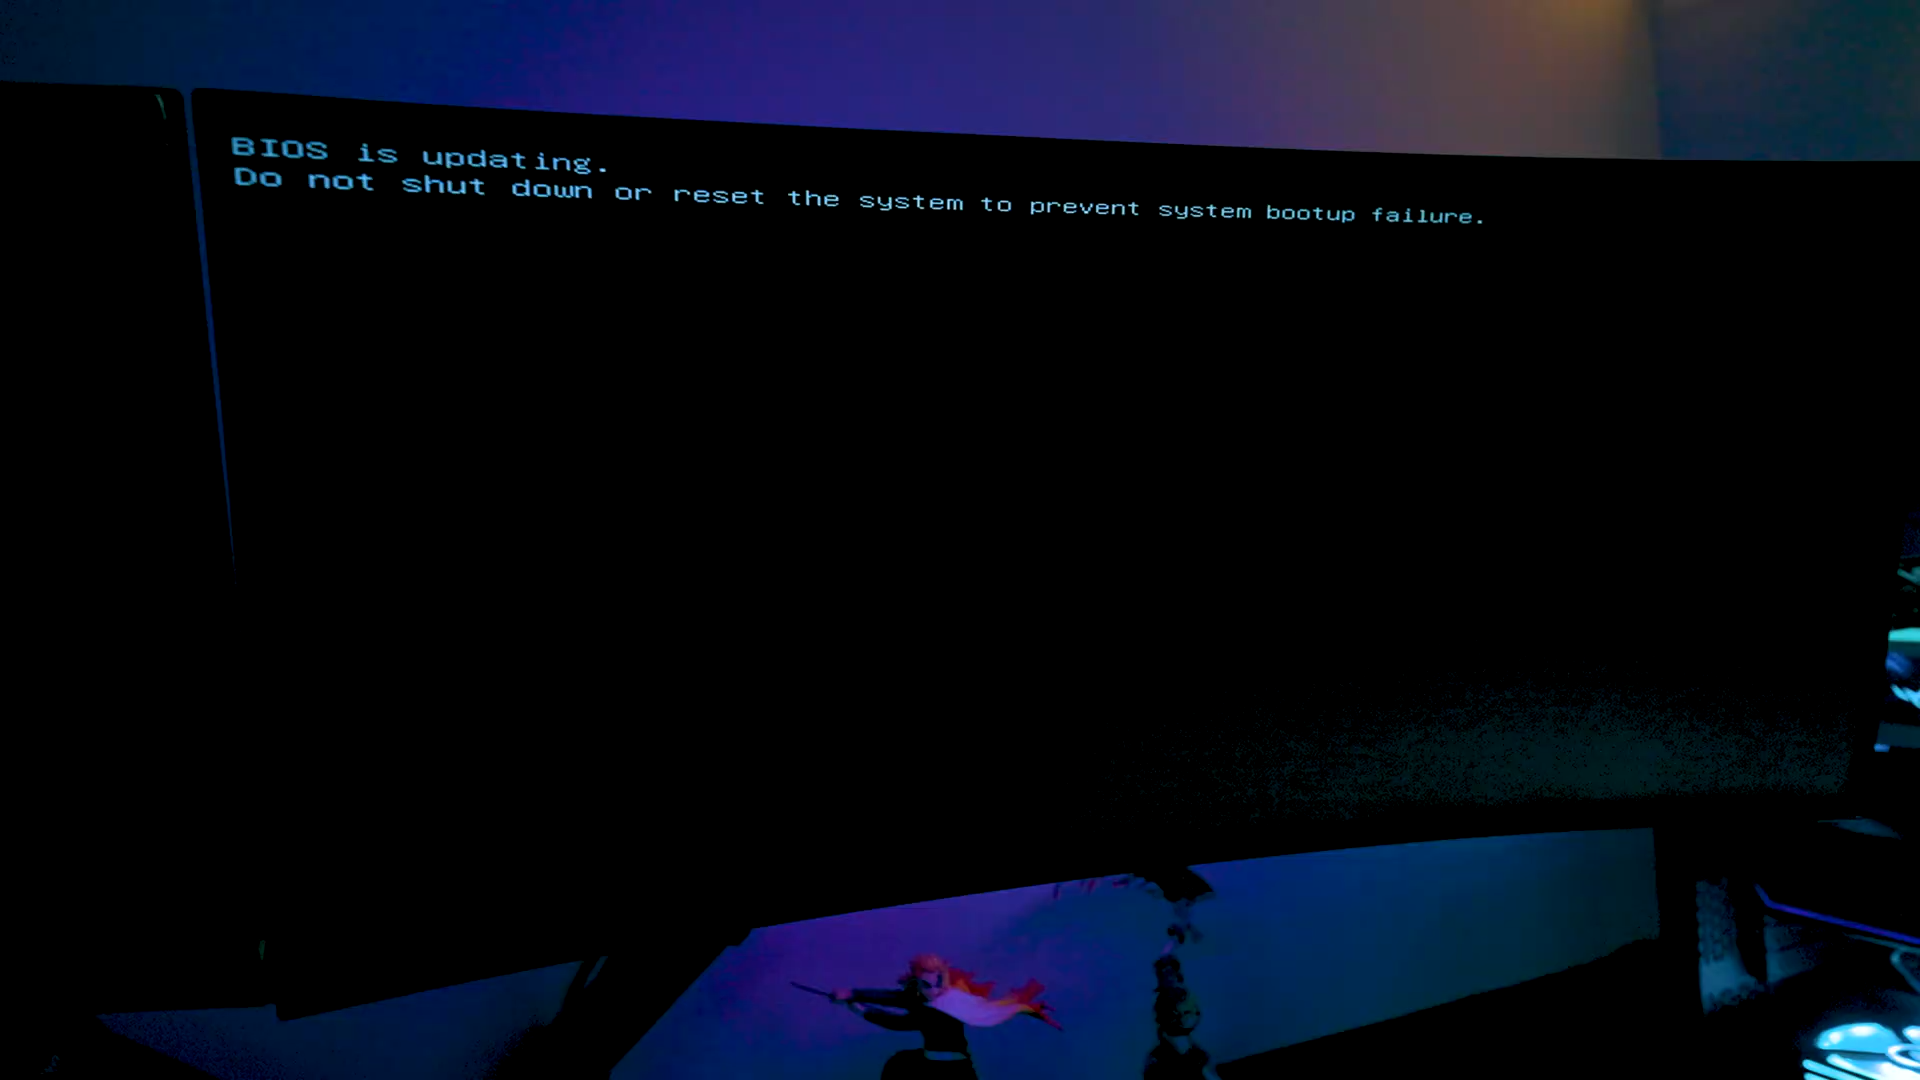 BIOS is updating.
Do not shut down or reset the system to prevent system bootup failure.